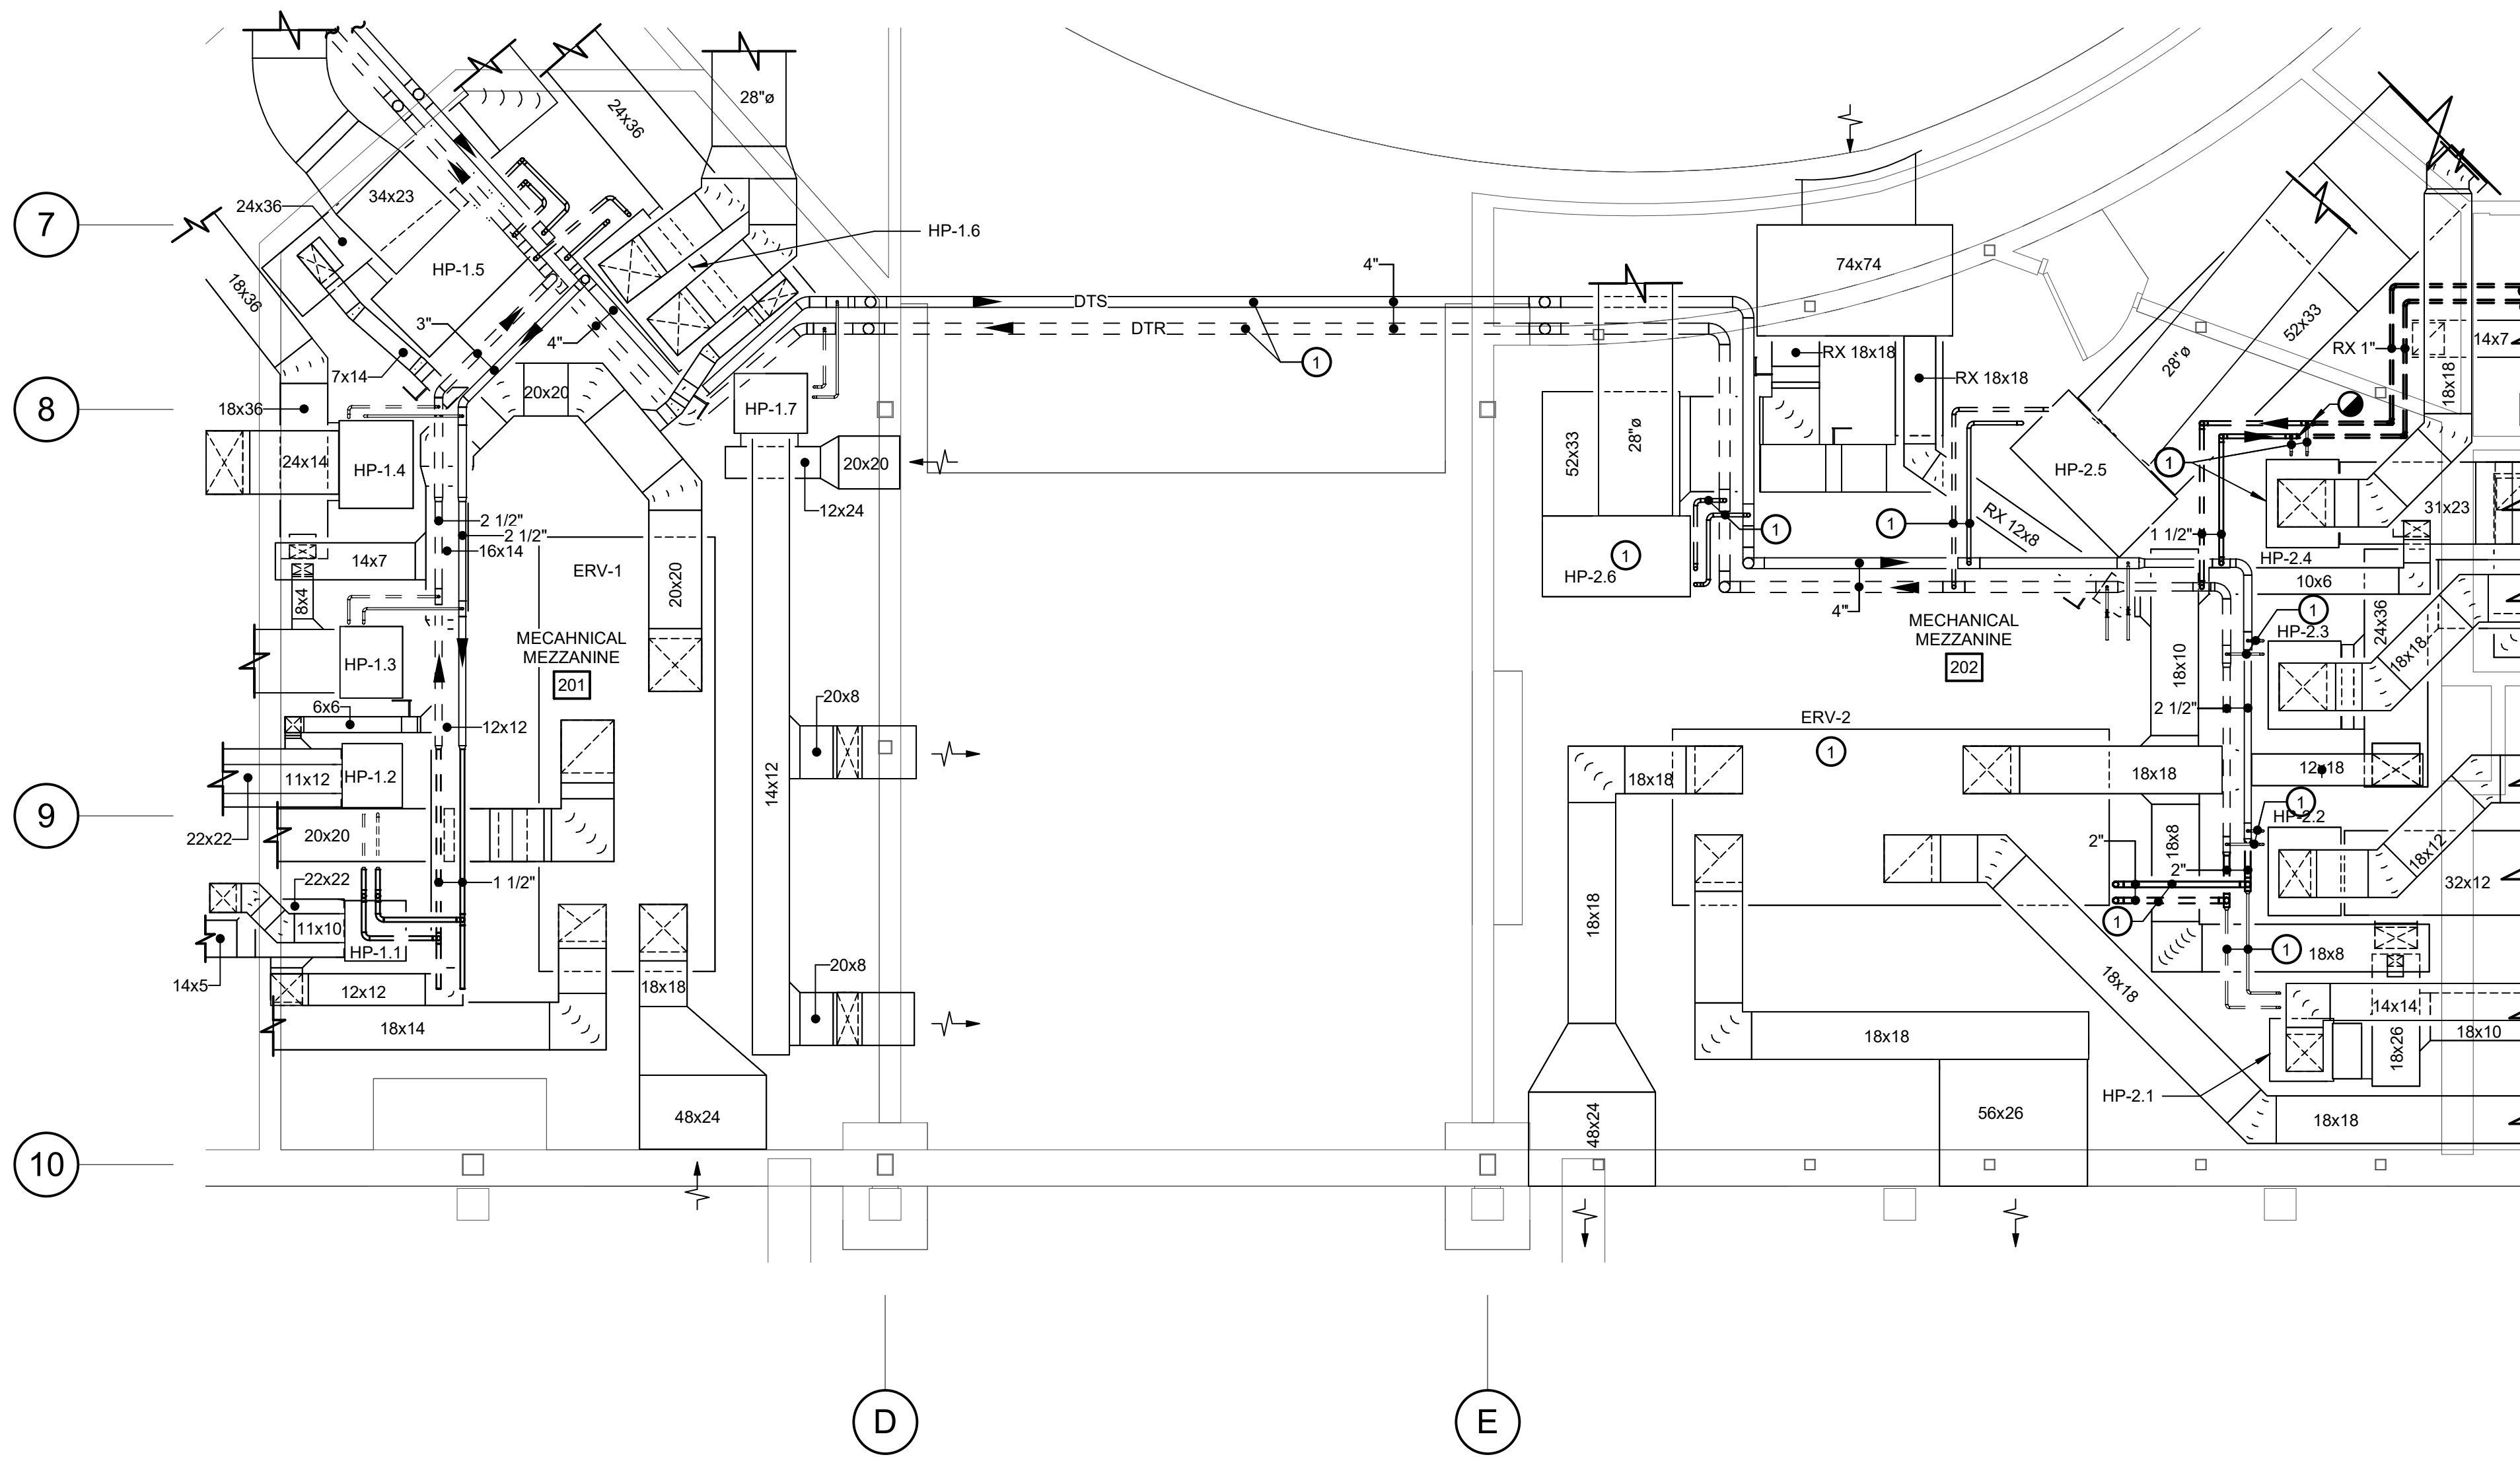 28"ø
24x36
7
24x36
34x23
HP-1.6
HP-1.5
18x36
4"
74x74
DTS
DTR
3"
4"
1
52x33
28"ø
RX 1"
14x7
7x14
RX 18x18
RX 18x18
18x18
8
18x36
20x20
HP-1.7
24x14
HP-1.4
20x20
12x24
52x33
28"ø
HP-2.5
1
31x23
2 1/2"
2 1/2"
16x14
1
1
RX 12x8
1 1/2"
14x7
ERV-1
20x20
1
HP-2.6
HP-2.4
10x6
8x4
4"
1
HP-2.3
24x36
MECAHNICAL
MEZZANINE
201
MECHANICAL
MEZZANINE
202
HP-1.3
18x10
18x18
20x8
6x6
12x12
2 1/2"
ERV-2
1
11x12
HP-1.2
14x12
18x18
18x18
12x18
9
22x22
20x20
1
HP-2.2
2"
18x8
18x12
2"
22x22
1 1/2"
32x12
11x10
HP-1.1
18x18
1
1
18x8
14x5
12x12
18x18
20x8
18x18
14x14
18x14
18x18
18x26
18x10
HP-2.1
48x24
48x24
56x26
18x18
10
D
E